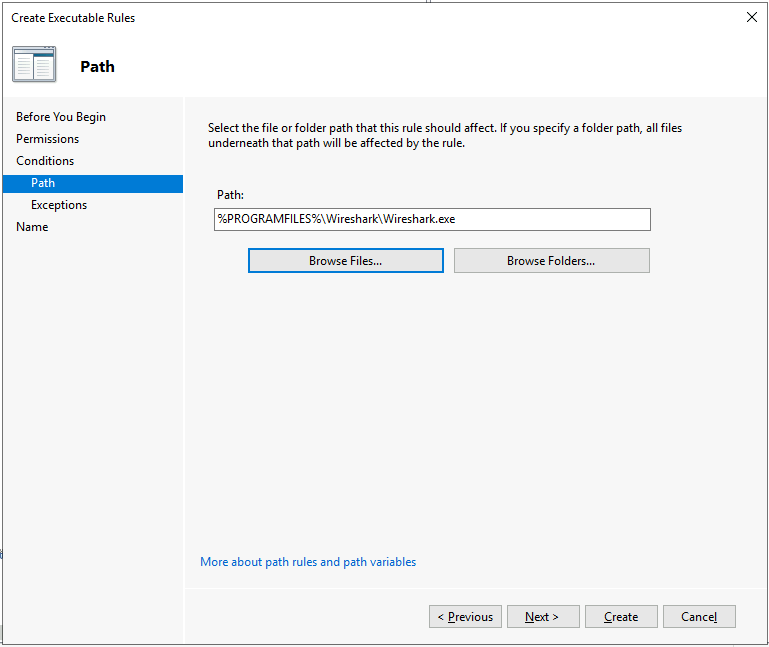 Create Executable Rules
Path
Before You Begin
Permissions
Conditions
Path
Exceptions
Name
Select the file or folder path that this rule should affect. If you specify a folder path, all files
underneath that path will be affected by the rule.
Path:
%PROGRAMFILES%\Wireshark\Wireshark.exe
Browse Files...
Browse Folders...
More about path rules and path variables
< Previous
Next >
Create
Cancel